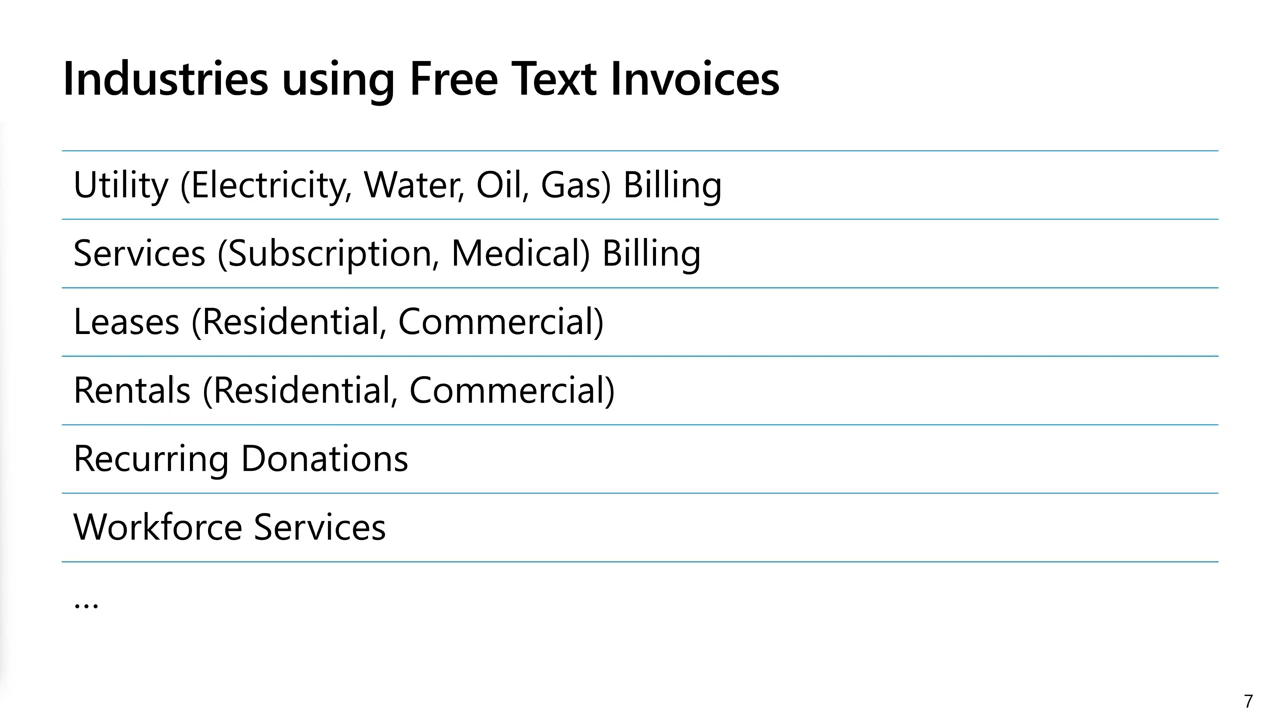 Industries using Free Text Invoices
Utility (Electricity, Water, Oil, Gas) Billing
Services (Subscription, Medical) Billing
Leases (Residential, Commercial)
Rentals (Residential, Commercial)
Recurring Donations
Workforce Services
...
7